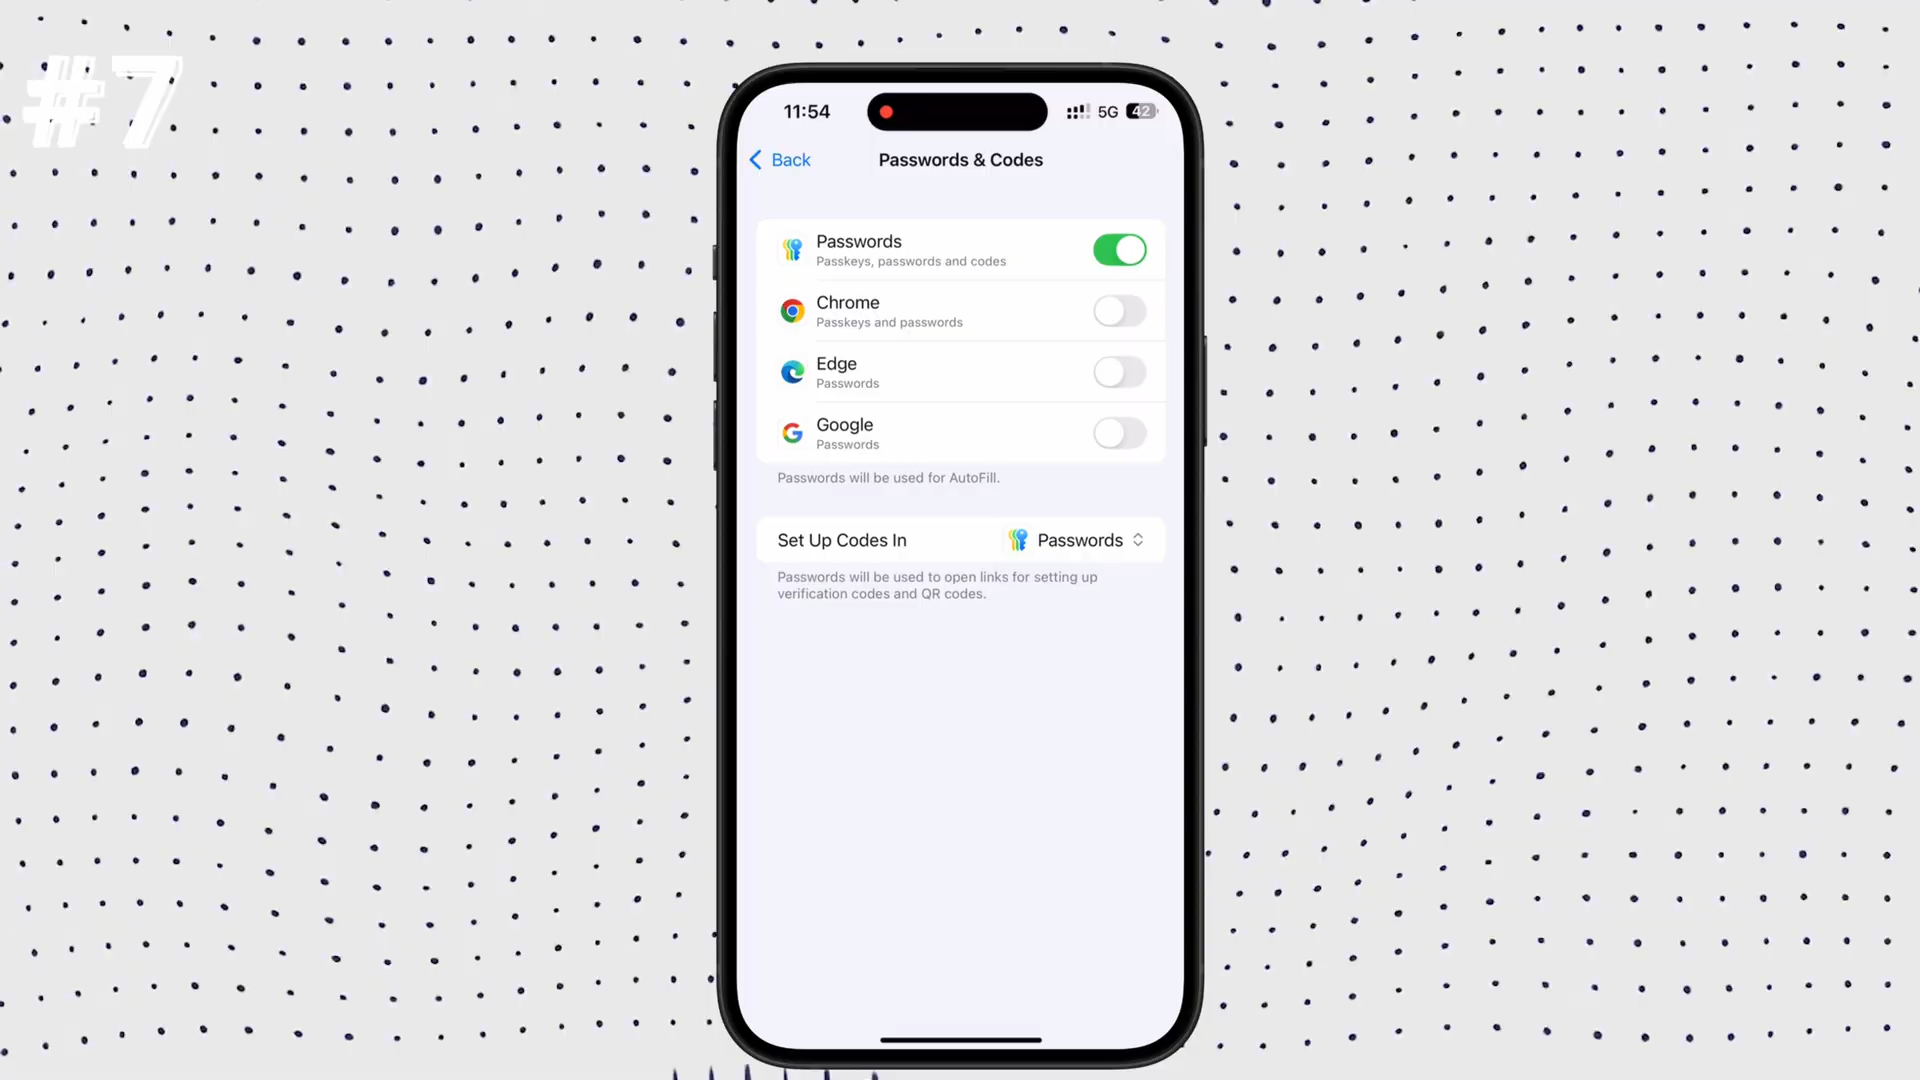 #7
11:54
5G
42
Back
Passwords & Codes
Passwords
Passkeys, passwords and codes
Chrome
Passkeys and passwords
Edge
Passwords
Google
Passwords
Passwords will be used for AutoFill.
Set Up Codes In
Passwords
Passwords will be used to open links for setting up
verification codes and QR codes.